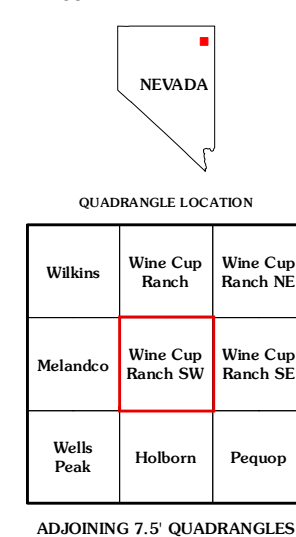 NEVADA
QUADRANGLE LOCATION
Wilkins
Wine Cup
Ranch
Wine Cup
Ranch NE
Melandco
Wine Cup
Ranch SW
Wine Cup
Ranch SE
Wells
Peak
Holborn
Pequop
ADJOINING 7.5' QUADRANGLES